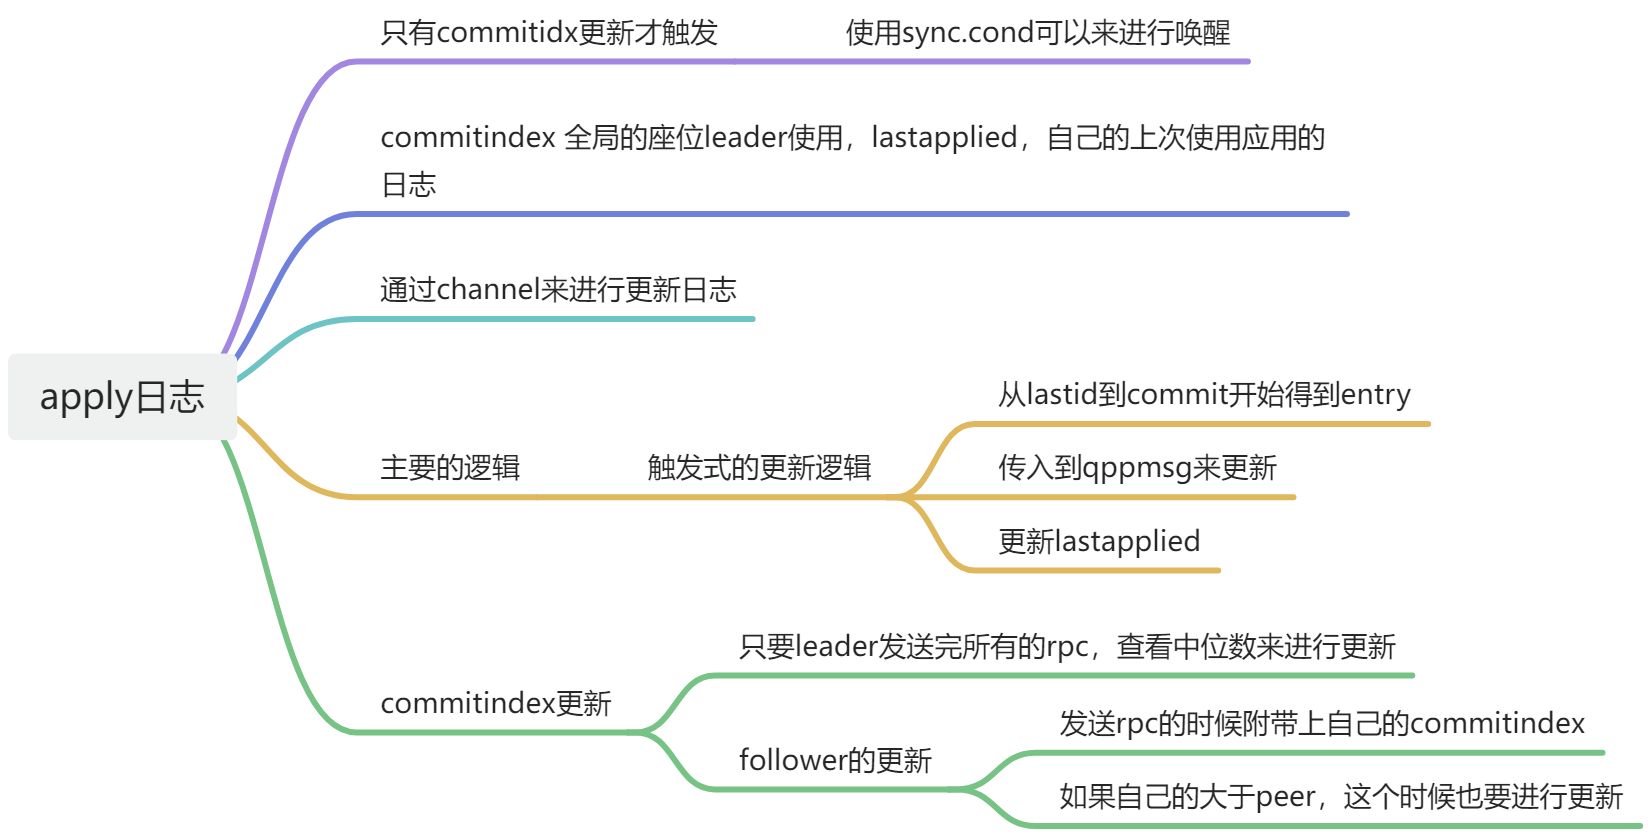 只有commitidx更新才触发
使用sync.cond可以来进行唤醒
commitindex 全局的座位leader使用，lastapplied，自己的上次使用应用的
日志
通过channel来进行更新日志
apply日志
主要的逻辑
触发式的更新逻辑
从lastid到commit开始得到entry
传入到qppmsg来更新
更新lastapplied
commitindex更新
只要leader发送完所有的rpc，查看中位数来进行更新
follower的更新
发送rpc的时候附带上自己的commitindex
如果自己的大于peer，这个时候也要进行更新